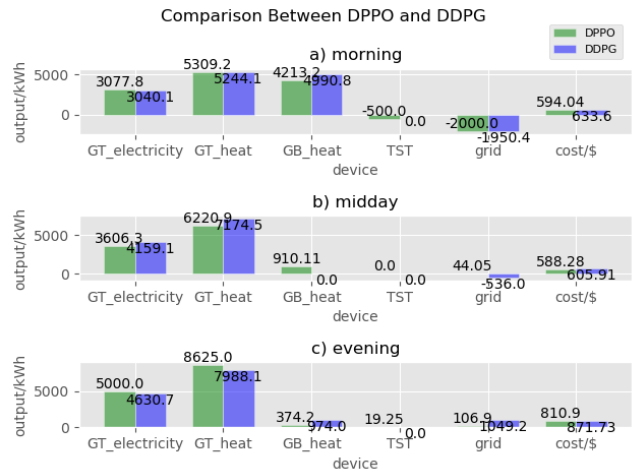 Comparison Between DPPO and DDPG
DPPO
DDPG
a) morning
output/kWh
5000
0
3077.8
3040.1
5309.2
5244.1
4213.2
4990.8
-500.0
0.0
-2000.0
-1950.4
594.04
633.6
GT_electricity GT_heat GB_heat TST grid cost/$
device
b) midday
output/kWh
5000
0
3606.3
4159.1
6220.9
7174.5
910.11
0.0
0.0
0.0
44.05
-536.0
588.28
605.91
GT_electricity GT_heat GB_heat TST grid cost/$
device
c) evening
output/kWh
5000
0
5000.0
4630.7
8625.0
7988.1
374.2
974.0
19.25
0.0
106.9
1049.2
810.9
871.73
GT_electricity GT_heat GB_heat TST grid cost/$
device